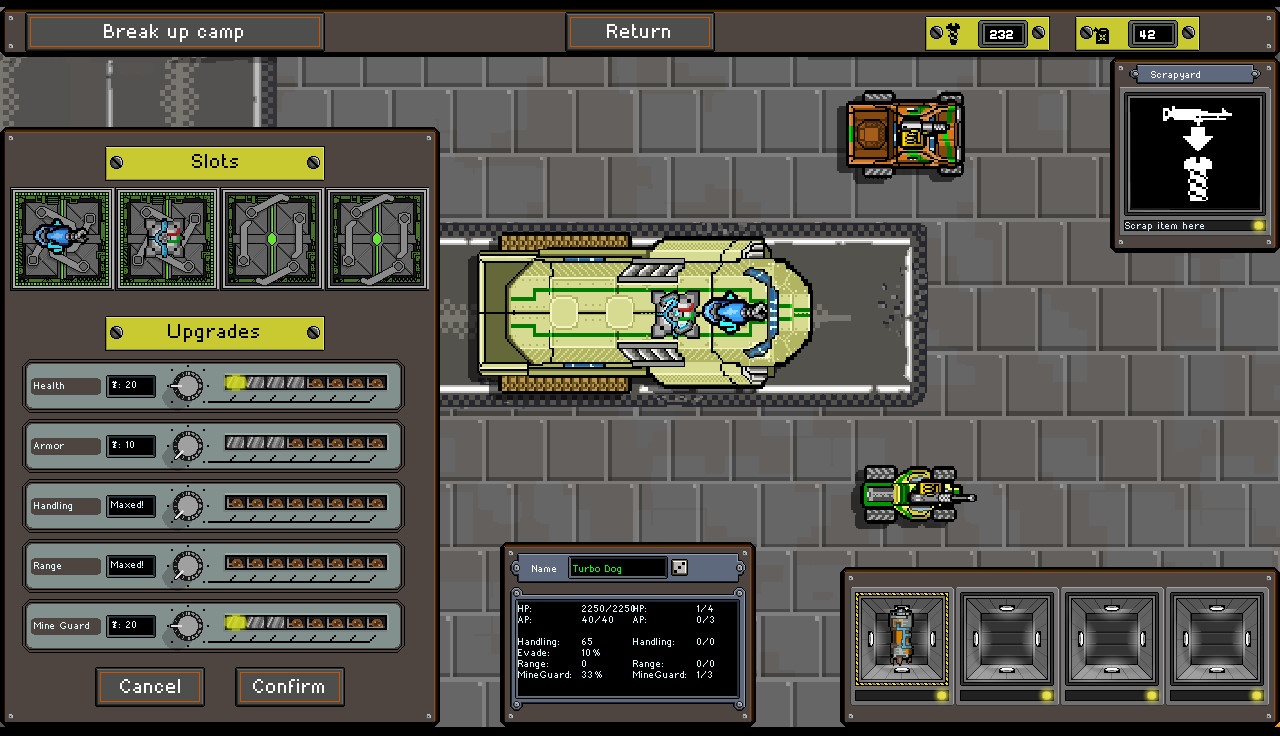 Break up camp
Return
232
42
Scrapyard
Scrap item here
Slots
Upgrades
Health
: 20
Armor
: 10
Handling
Maxed!
Range
Maxed!
Mine Guard
: 20
Cancel
Confirm
Name
Turbo Dog
HP: 2250/2250 HP: 1/4
AP: 40/40 AP: 0/3
Handling: 65 Handling: 0/0
Evade: 10%
Range: 0 Range: 0/0
MineGuard: 33% MineGuard: 1/3